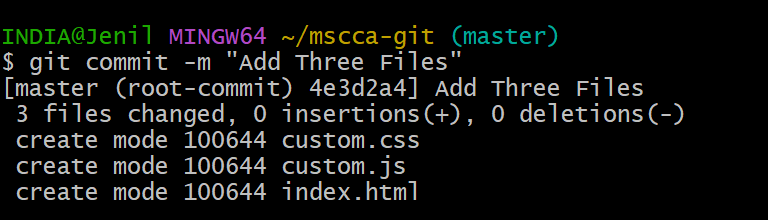 INDIA@Jenil MINGW64 ~/mscca-git (master)
$ git commit -m "Add Three Files"
[master (root-commit) 4e3d2a4] Add Three Files
 3 files changed, 0 insertions(+), 0 deletions(-)
 create mode 100644 custom.css
 create mode 100644 custom.js
 create mode 100644 index.html